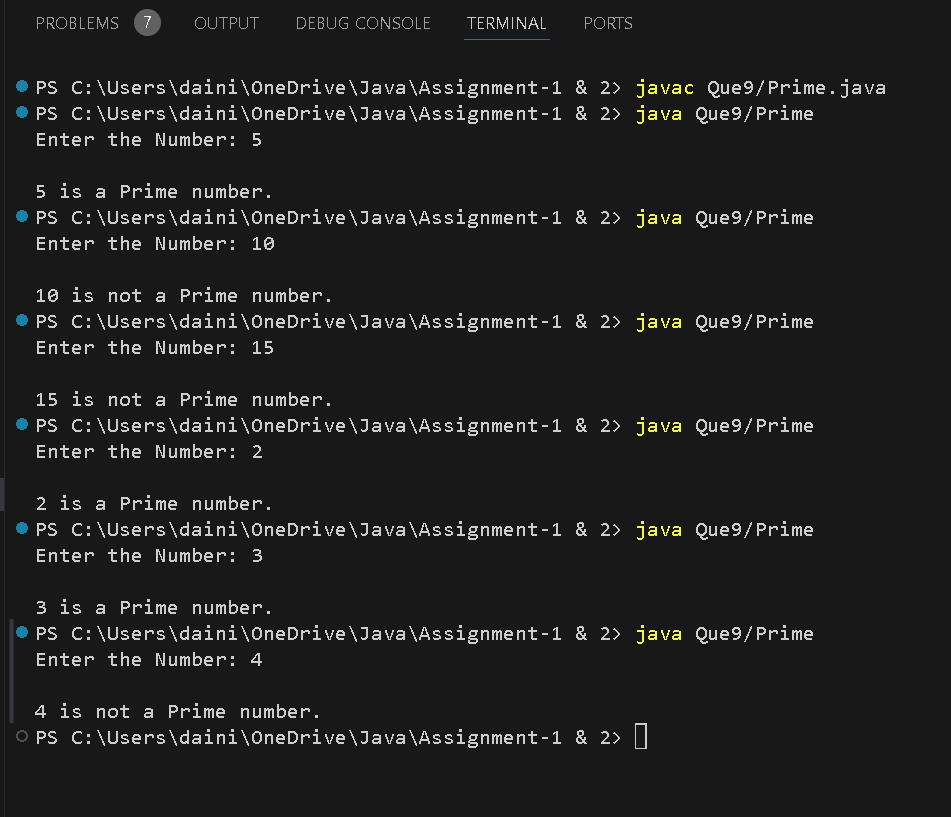 PROBLEMS 7 OUTPUT DEBUG CONSOLE TERMINAL PORTS
PS C:\Users\daini\OneDrive\Java\Assignment-1 & 2> javac Que9/Prime.java
PS C:\Users\daini\OneDrive\Java\Assignment-1 & 2> java Que9/Prime
Enter the Number: 5
5 is a Prime number.
PS C:\Users\daini\OneDrive\Java\Assignment-1 & 2> java Que9/Prime
Enter the Number: 10
10 is not a Prime number.
PS C:\Users\daini\OneDrive\Java\Assignment-1 & 2> java Que9/Prime
Enter the Number: 15
15 is not a Prime number.
PS C:\Users\daini\OneDrive\Java\Assignment-1 & 2> java Que9/Prime
Enter the Number: 2
2 is a Prime number.
PS C:\Users\daini\OneDrive\Java\Assignment-1 & 2> java Que9/Prime
Enter the Number: 3
3 is a Prime number.
PS C:\Users\daini\OneDrive\Java\Assignment-1 & 2> java Que9/Prime
Enter the Number: 4
4 is not a Prime number.
PS C:\Users\daini\OneDrive\Java\Assignment-1 & 2>